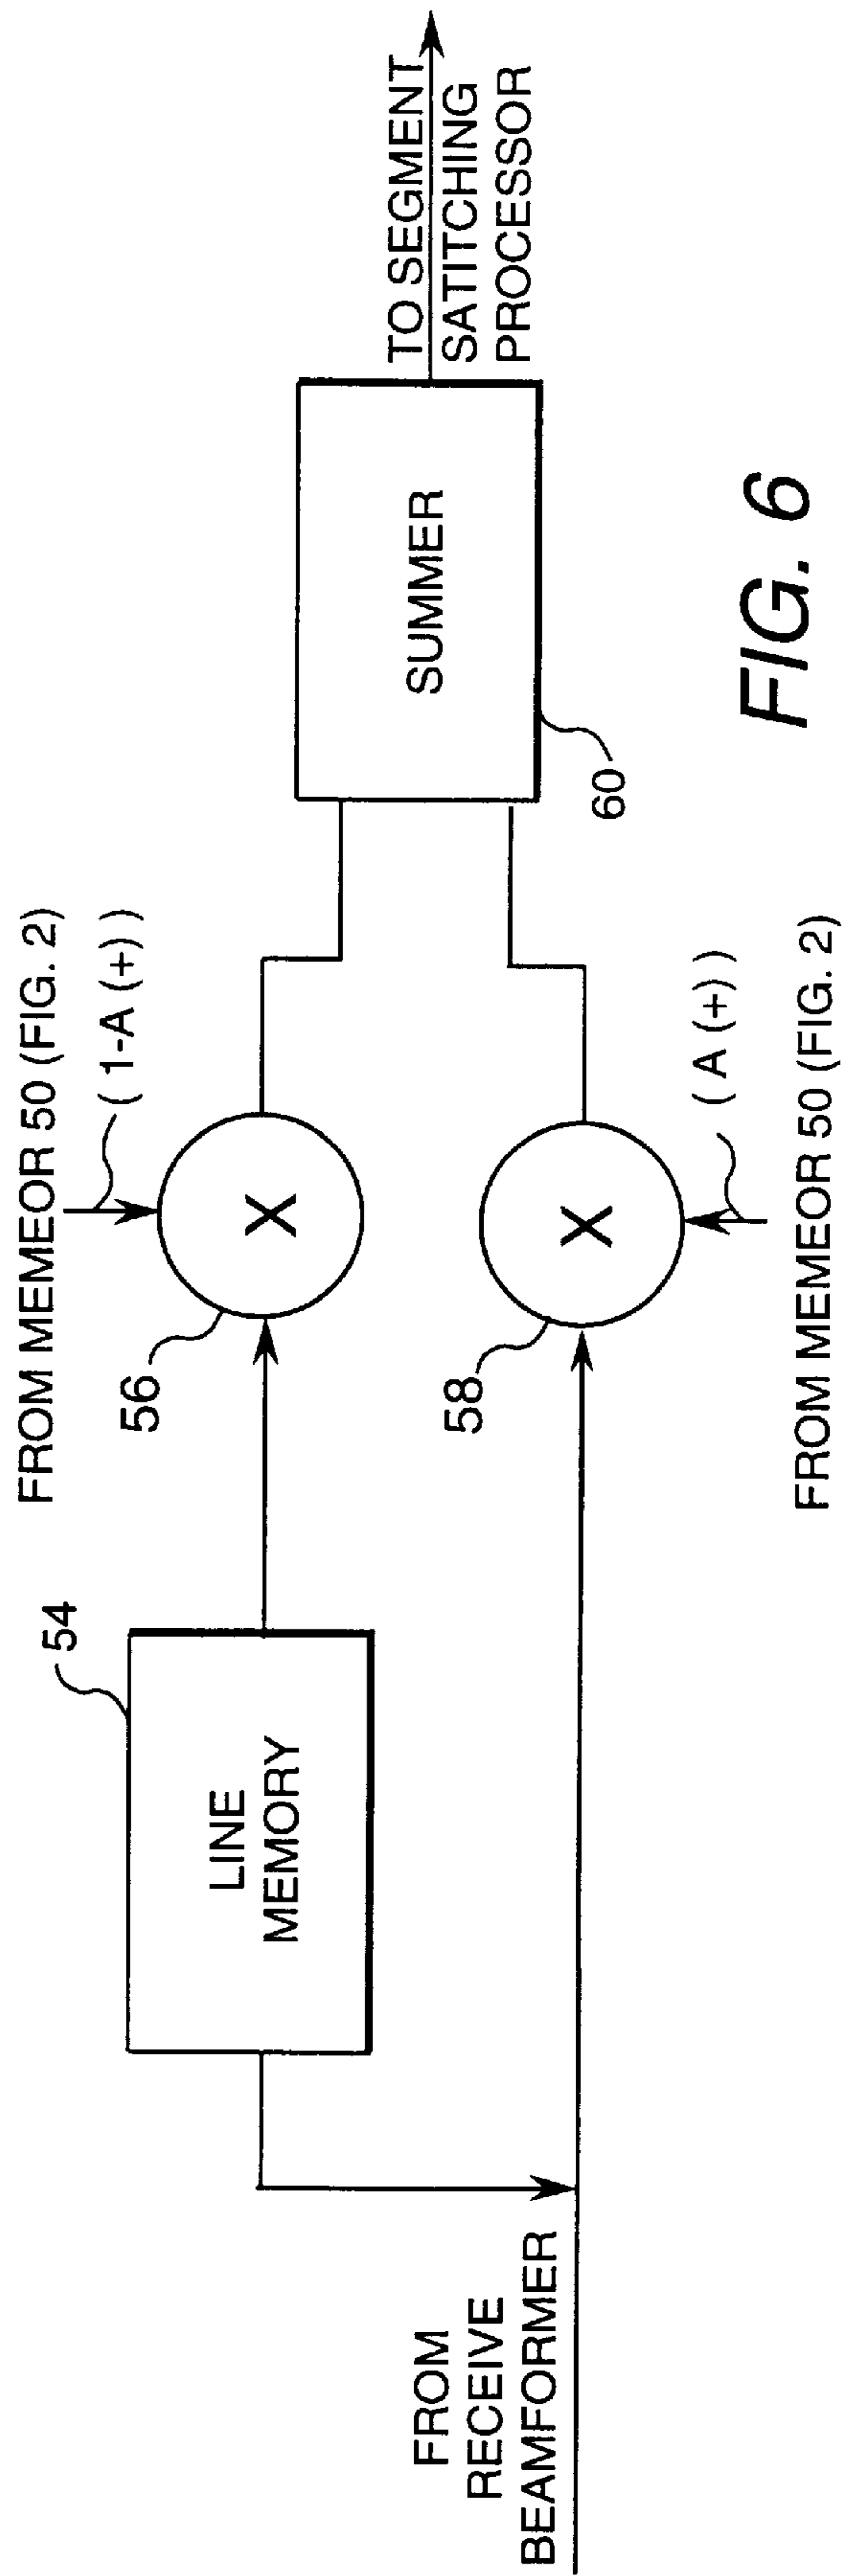 FROM MEMEOR 50 (FIG. 2)
( 1-A (+) )
54
56
LINE
MEMORY
X
SUMMER
TO SEGMENT
SATITCHING
PROCESSOR
FROM
RECEIVE
BEAMFORMER
58
X
60
( A (+) )
FROM MEMEOR 50 (FIG. 2)
FIG. 6